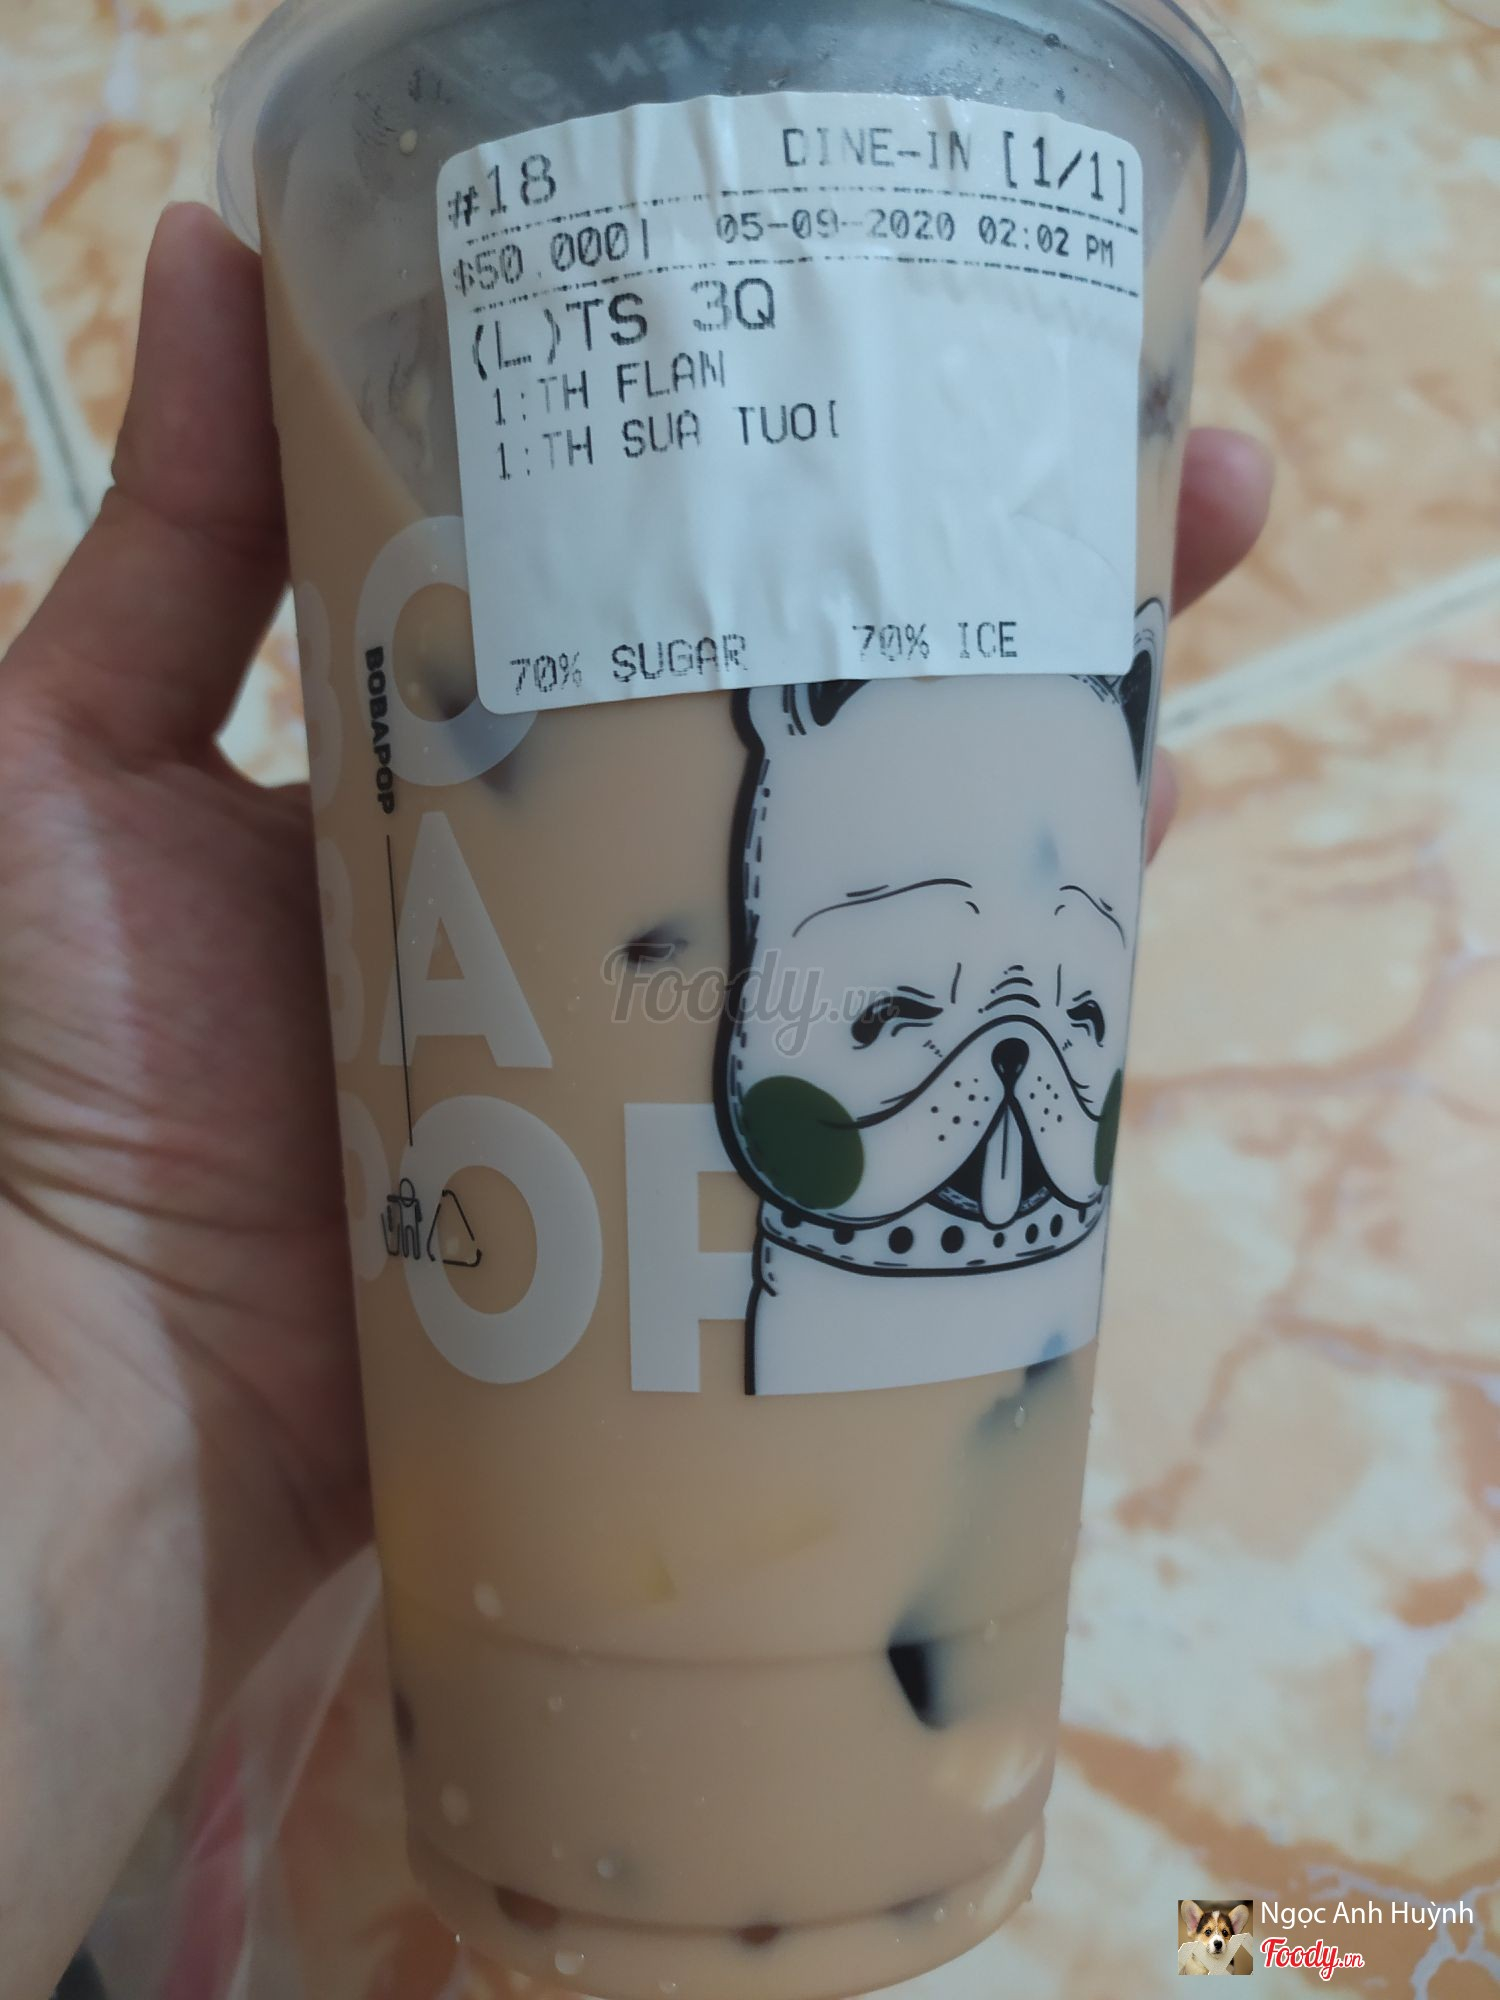 #18 DINE-IN [1/1]
$50.000| 05-09-2020 02:02 PM
(L)TS 3Q
1:TH FLAN
1:TH SUA TUOI
70% SUGAR 70% ICE
BOBAPOP
BO
BA
POP
Foody.vn
Ngọc Anh Huỳnh
Foody.vn